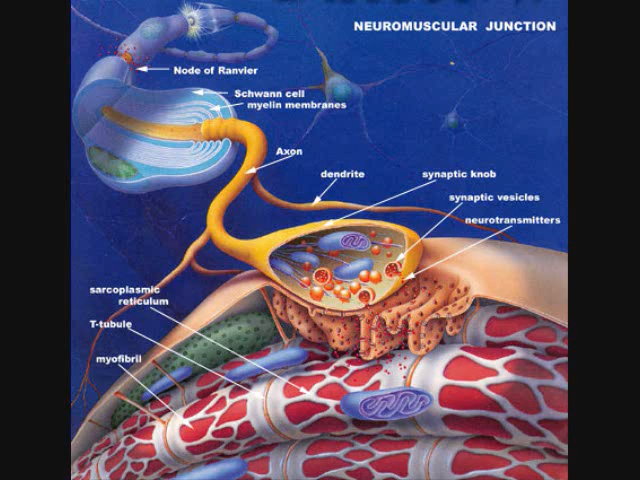 NEUROMUSCULAR JUNCTION
Node of Ranvier
Schwann cell
myelin membranes
Axon
dendrite
synaptic knob
synaptic vesicles
neurotransmitters
sarcoplasmic
reticulum
T-tubule
myofibril